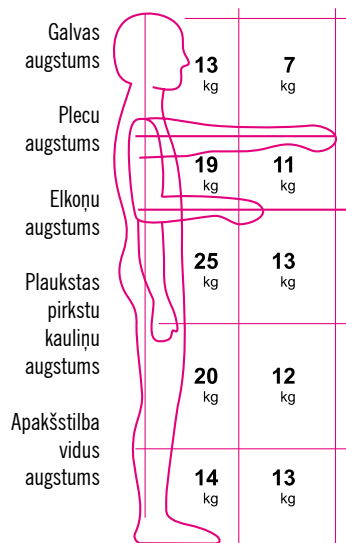 Galvas
augstums
13
kg
7
kg
Plecu
augstums
19
kg
11
kg
Elkoņu
augstums
25
kg
13
kg
Plaukstas
pirkstu
kauliņu
augstums
20
kg
12
kg
Apakšstilba
vidus
augstums
14
kg
13
kg